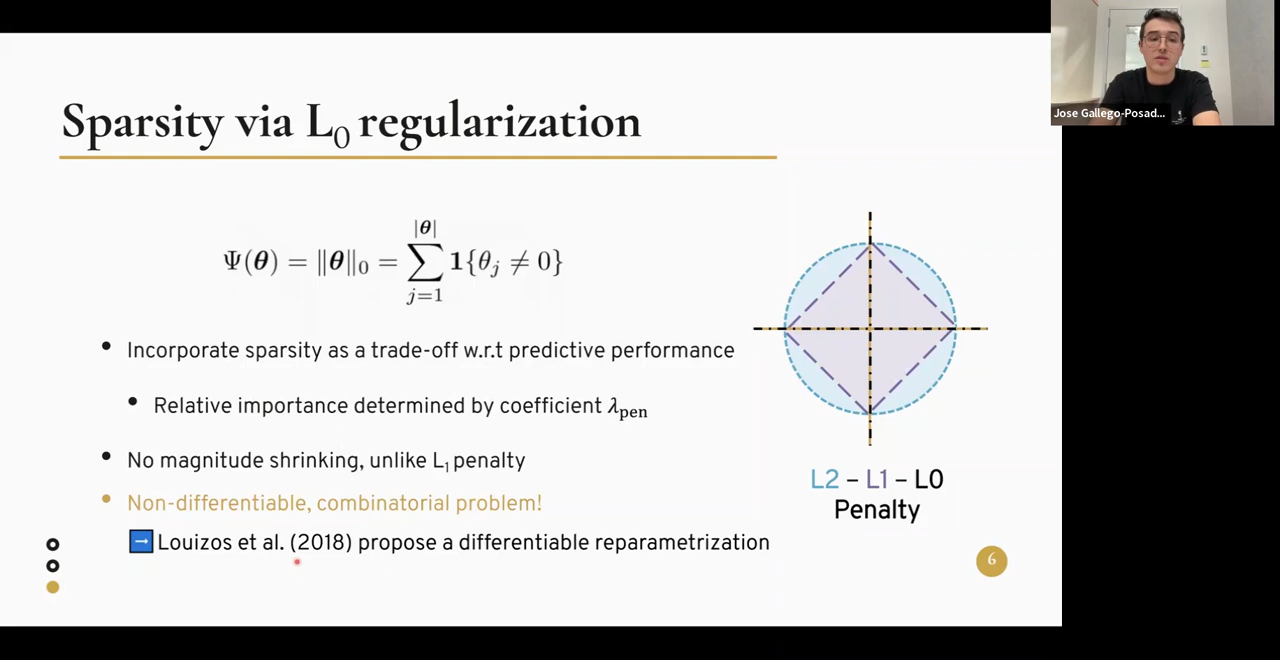 Sparsity via L₀ regularization
Ψ(θ) = ‖θ‖₀ = ∑_{j=1}^{|θ|} 1{θⱼ ≠ 0}
• Incorporate sparsity as a trade-off w.r.t predictive performance
• Relative importance determined by coefficient λ_pen
• No magnitude shrinking, unlike L₁ penalty
• Non-differentiable, combinatorial problem!
➡ Louizos et al. (2018) propose a differentiable reparametrization
L2 – L1 – L0
Penalty
6
Jose Gallego-Posad...